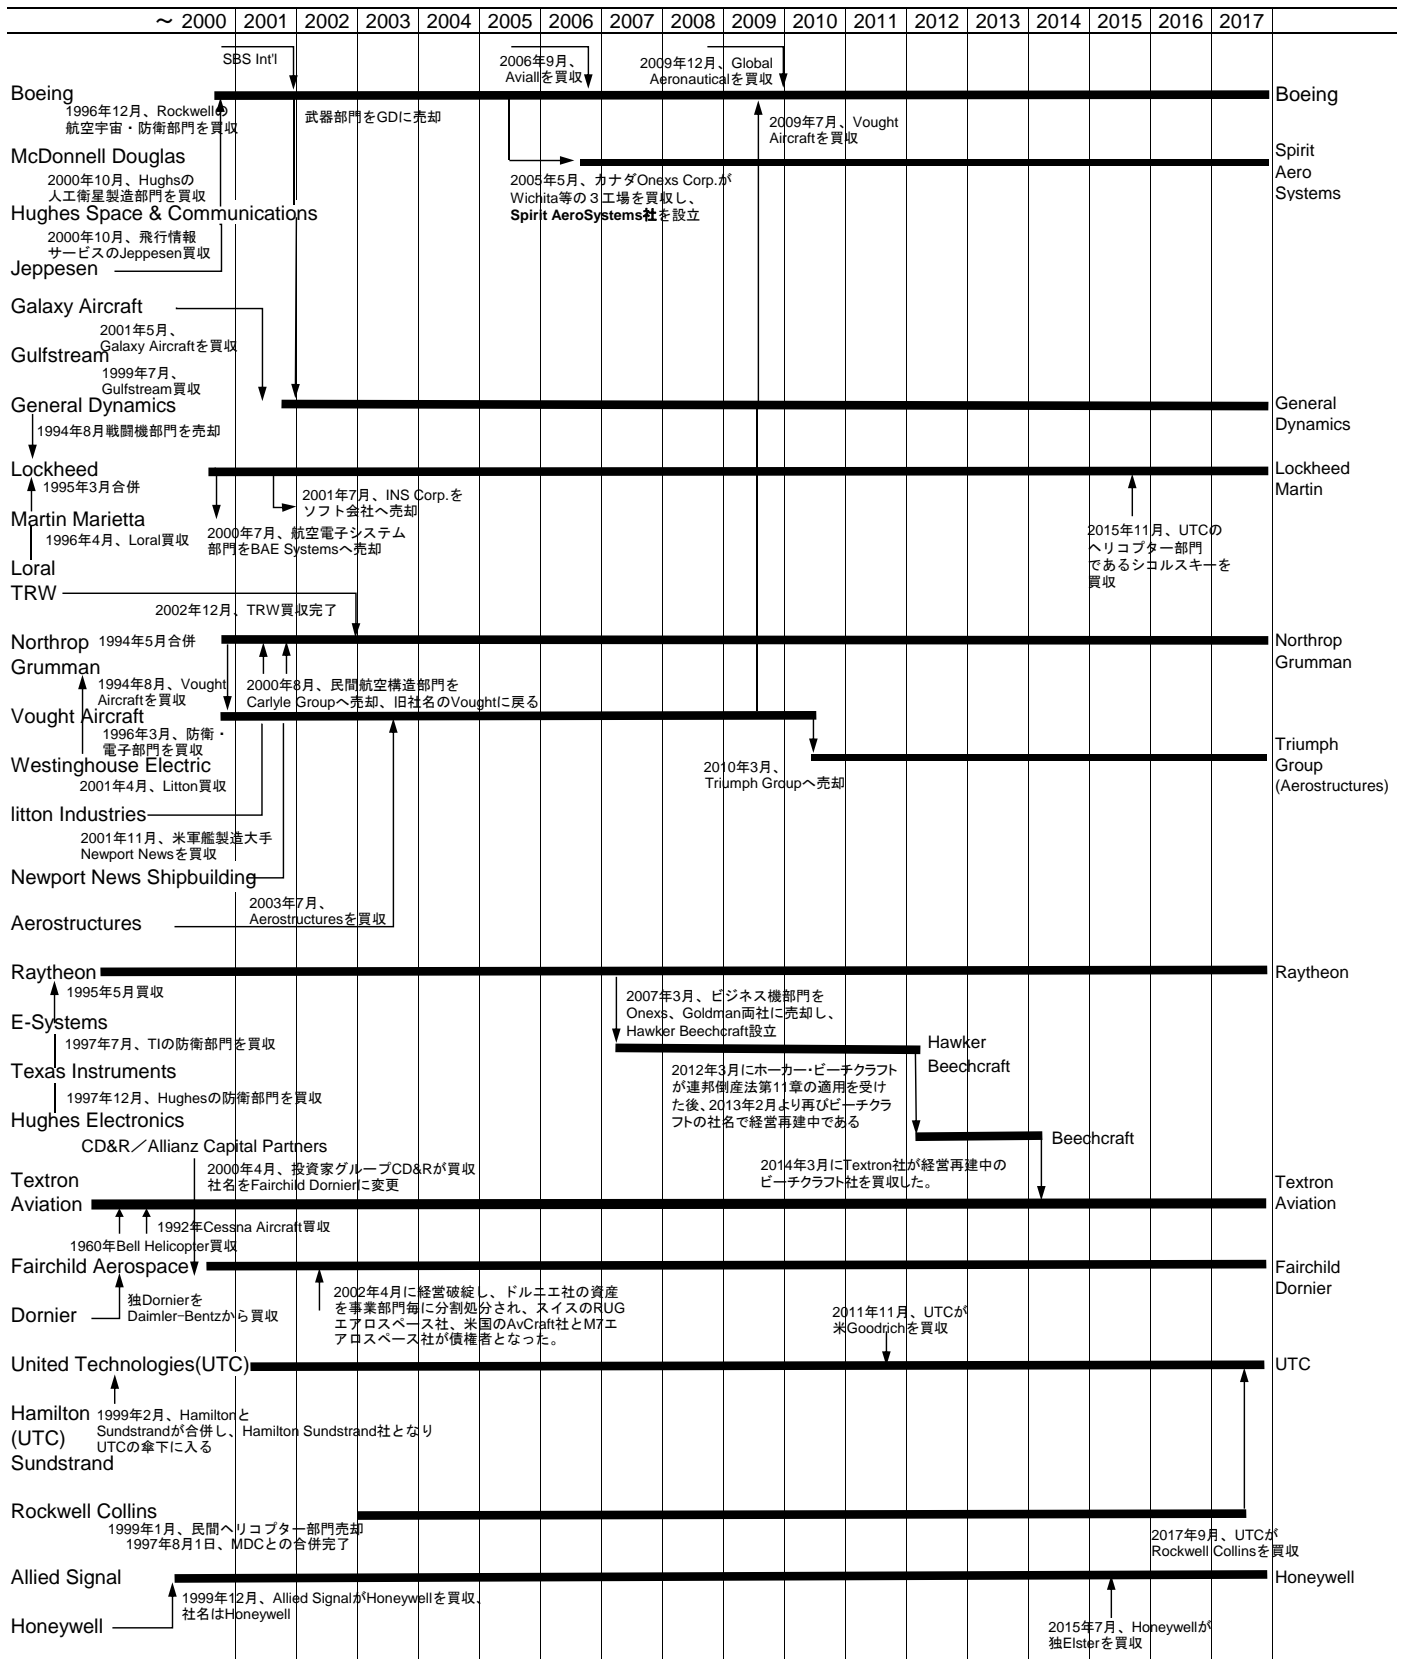 ～ 2000 2001 2002 2003 2004 2005 2006 2007 2008 2009 2010 2011 2012 2013 2014 2015 2016 2017
SBS Int'l
2006年9月、
Aviallを買収
2009年12月、Global
Aeronauticalを買収
Boeing
Boeing
1996年12月、Rockwellの
航空宇宙・防衛部門を買収
武器部門をGDに売却
2009年7月、Vought
Aircraftを買収
McDonnell Douglas
Spirit
Aero
Systems
2000年10月、Hughsの
人工衛星製造部門を買収
2005年5月、カナダOnexs Corp.が
Wichita等の３工場を買収し、
Spirit AeroSystems社を設立
Hughes Space & Communications
2000年10月、飛行情報
サービスのJeppesen買収
Jeppesen
Galaxy Aircraft
2001年5月、
Galaxy Aircraftを買収
Gulfstream
1999年7月、
Gulfstream買収
General Dynamics
General
Dynamics
1994年8月戦闘機部門を売却
Lockheed
Lockheed
Martin
1995年3月合併
2001年7月、INS Corp.を
ソフト会社へ売却
Martin Marietta
1996年4月、Loral買収
2000年7月、航空電子システム
部門をBAE Systemsへ売却
2015年11月、UTCの
ヘリコプター部門
であるシコルスキーを
買収
Loral
TRW
2002年12月、TRW買収完了
Northrop
Grumman
1994年5月合併
Northrop
Grumman
1994年8月、Vought
Aircraftを買収
2000年8月、民間航空構造部門を
Carlyle Groupへ売却、旧社名のVoughtに戻る
Vought Aircraft
1996年3月、防衛・
電子部門を買収
Westinghouse Electric
2010年3月、
Triumph Groupへ売却
Triumph
Group
(Aerostructures)
2001年4月、Litton買収
litton Industries
2001年11月、米軍艦製造大手
Newport Newsを買収
Newport News Shipbuilding
2003年7月、
Aerostructuresを買収
Aerostructures
Raytheon
Raytheon
1995年5月買収
2007年3月、ビジネス機部門を
Onexs、Goldman両社に売却し、
Hawker Beechcraft設立
E-Systems
1997年7月、TIの防衛部門を買収
Hawker
Beechcraft
Texas Instruments
1997年12月、Hughesの防衛部門を買収
2012年3月にホーカー・ビーチクラフト
が連邦倒産法第11章の適用を受け
た後、2013年2月より再びビーチクラ
フトの社名で経営再建中である
Hughes Electronics
Beechcraft
CD&R／Allianz Capital Partners
2000年4月、投資家グループCD&Rが買収
社名をFairchild Dornierに変更
2014年3月にTextron社が経営再建中の
ビーチクラフト社を買収した。
Textron
Aviation
Textron
Aviation
1992年Cessna Aircraft買収
1960年Bell Helicopter買収
Fairchild Aerospace
Fairchild
Dornier
独Dornierを
Daimler-Bentzから買収
Dornier
2002年4月に経営破綻し、ドルニエ社の資産
を事業部門毎に分割処分され、スイスのRUG
エアロスペース社、米国のAvCraft社とM7エ
アロスペース社が債権者となった。
2011年11月、UTCが
米Goodrichを買収
United Technologies(UTC)
UTC
Hamilton
(UTC)
Sundstrand
1999年2月、Hamiltonと
Sundstrandが合併し、Hamilton Sundstrand社となり
UTCの傘下に入る
Rockwell Collins
1999年1月、民間ヘリコプター部門売却
1997年8月1日、MDCとの合併完了
2017年9月、UTCが
Rockwell Collinsを買収
Allied Signal
Honeywell
1999年12月、Allied SignalがHoneywellを買収、
社名はHoneywell
Honeywell
2015年7月、Honeywellが
独Elsterを買収